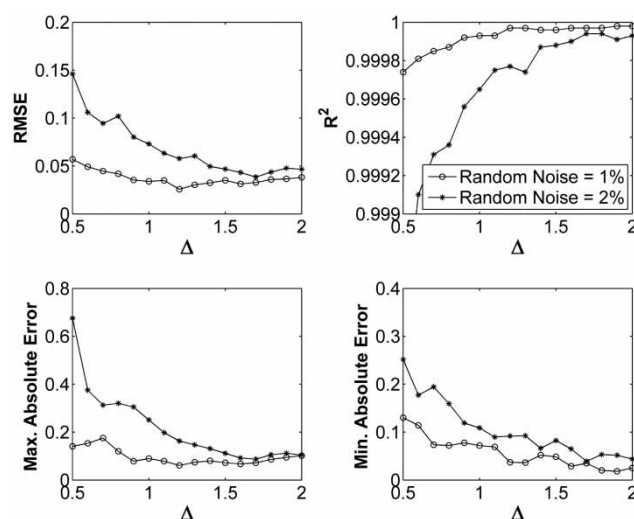 0.2
0.15
0.1
0.05
0
RMSE
0.5 1 1.5 2
Δ
1
0.9998
0.9996
0.9994
0.9992
0.999
R²
Random Noise = 1%
Random Noise = 2%
0.5 1 1.5 2
Δ
0.8
0.6
0.4
0.2
0
Max. Absolute Error
0.5 1 1.5 2
Δ
0.4
0.3
0.2
0.1
0
Min. Absolute Error
0.5 1 1.5 2
Δ